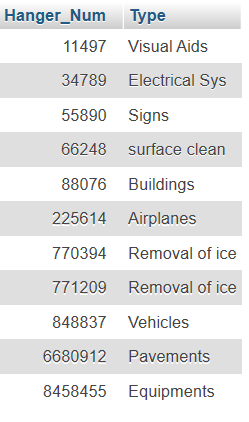 Hanger_Num Type
11497 Visual Aids
34789 Electrical Sys
55890 Signs
66248 surface clean
88076 Buildings
225614 Airplanes
770394 Removal of ice
771209 Removal of ice
848837 Vehicles
6680912 Pavements
8458455 Equipments